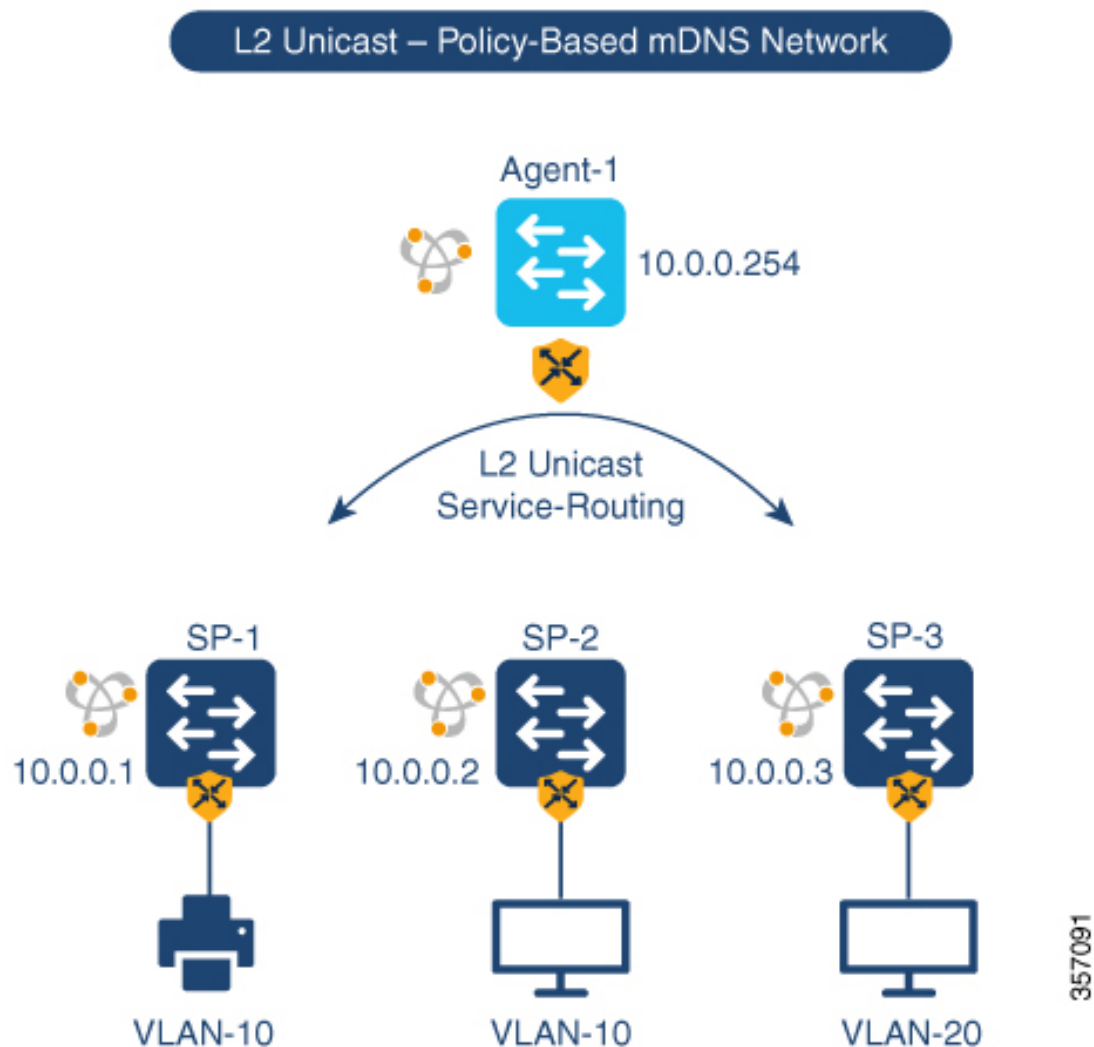 L2 Unicast – Policy-Based mDNS Network
Agent-1
10.0.0.254
L2 Unicast
Service-Routing
SP-1
SP-2
SP-3
10.0.0.1
10.0.0.2
10.0.0.3
VLAN-10
VLAN-10
VLAN-20
357091